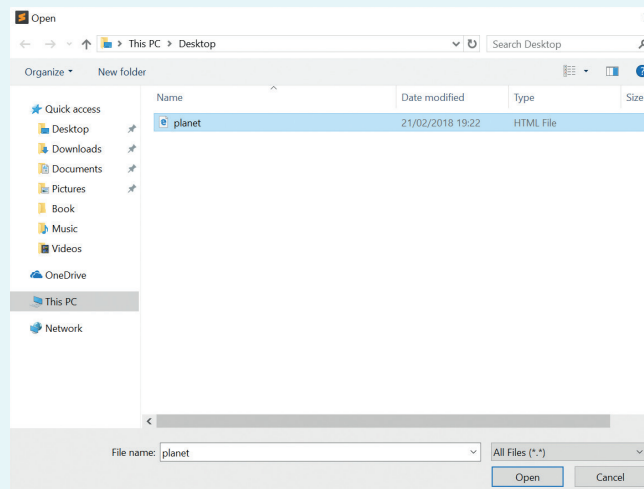 Open
This PC > Desktop
Search Desktop
Organize
New folder
Name
Date modified
Type
Size
Quick access
Desktop
Downloads
Documents
Pictures
Book
Music
Videos
OneDrive
This PC
Network
planet
21/02/2018 19:22
HTML File
File name:
planet
All Files (*.*)
Open
Cancel